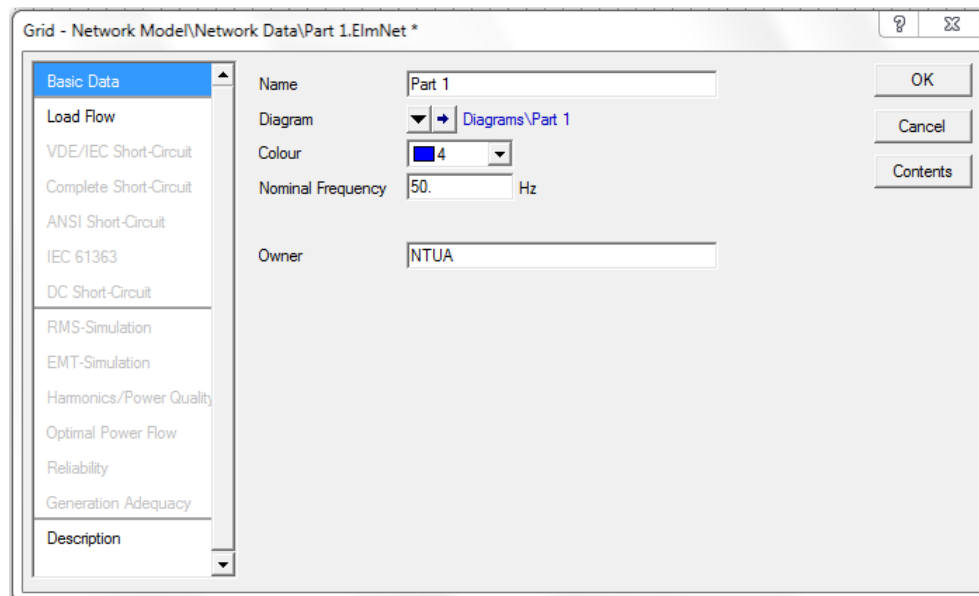 Grid - Network Model\Network Data\Part 1.ElmNet *
Basic Data
Load Flow
VDE/IEC Short-Circuit
Complete Short-Circuit
ANSI Short-Circuit
IEC 61363
DC Short-Circuit
RMS-Simulation
EMT-Simulation
Harmonics/Power Quality
Optimal Power Flow
Reliability
Generation Adequacy
Description
Name Part 1
Diagram Diagrams\Part 1
Colour 4
Nominal Frequency 50. Hz
Owner NTUA
OK
Cancel
Contents